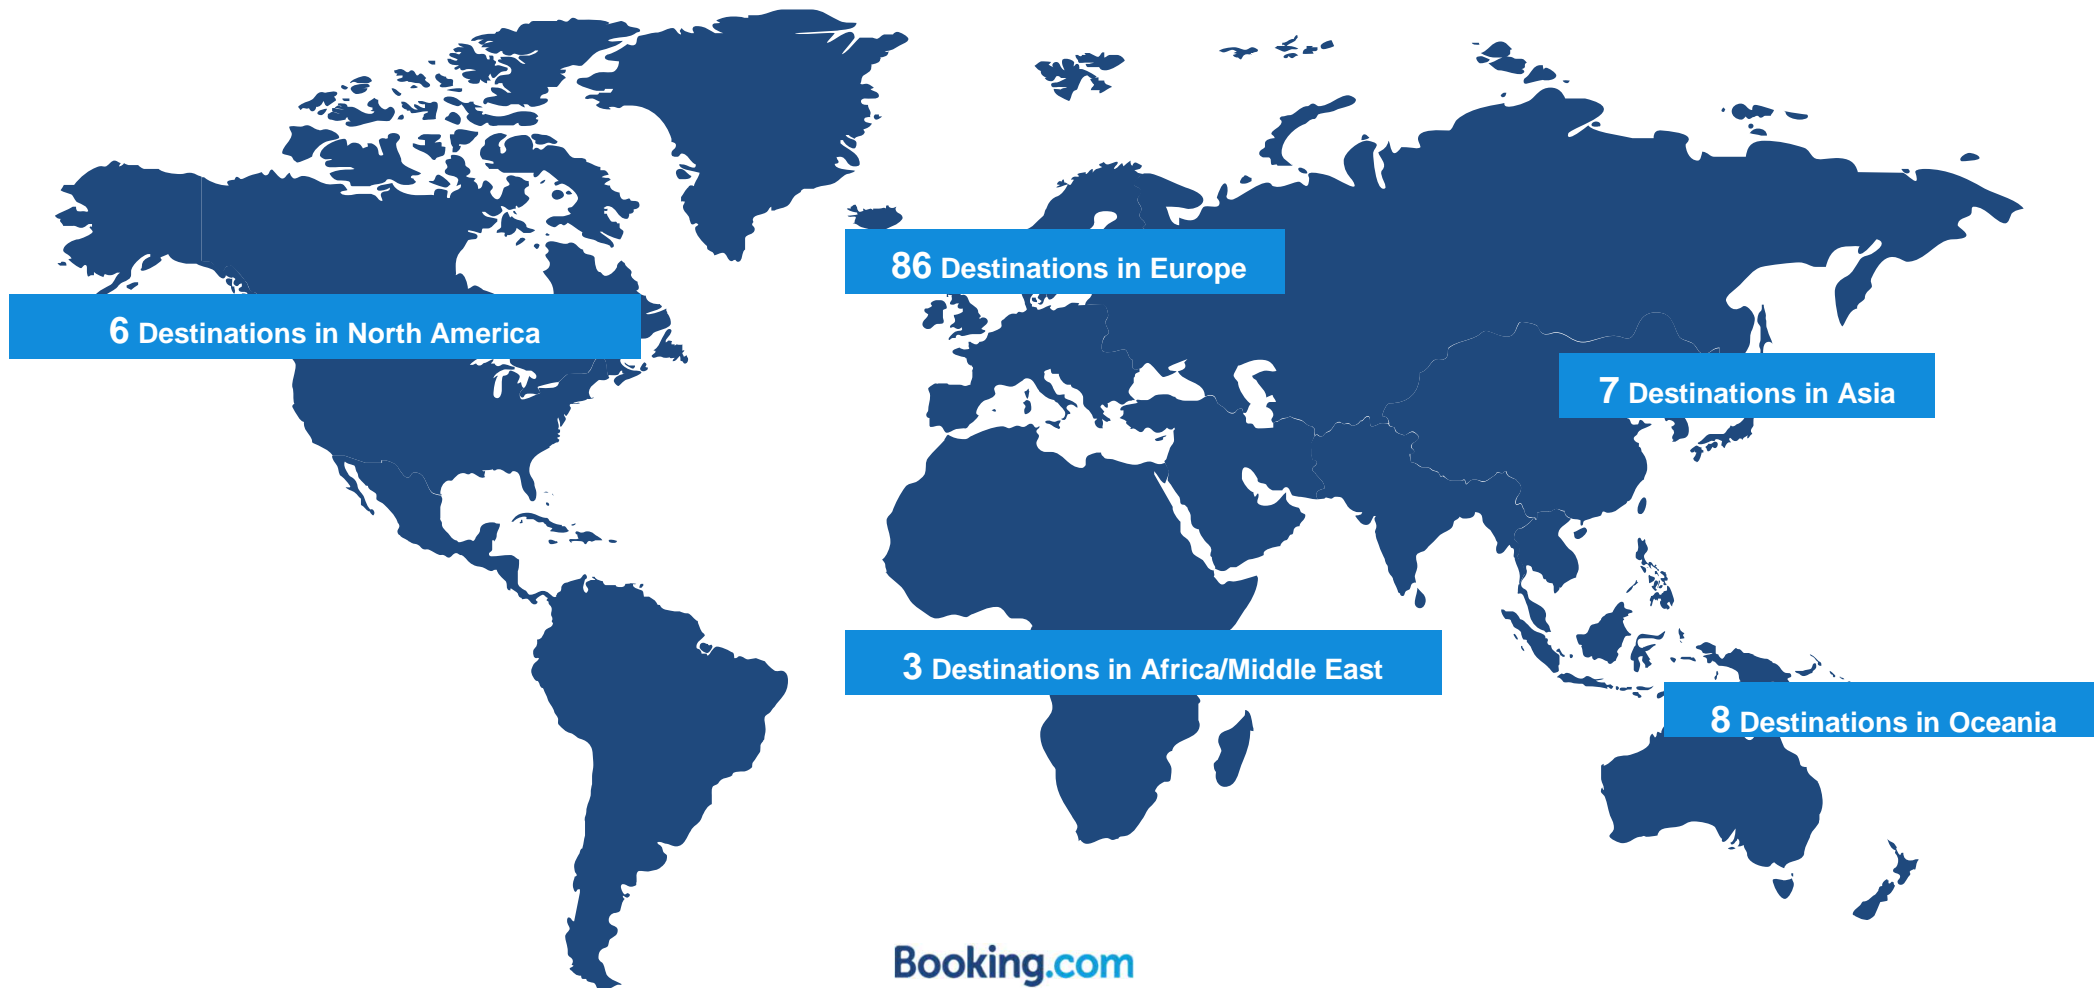 86 Destinations in Europe
6 Destinations in North America
7 Destinations in Asia
3 Destinations in Africa/Middle East
8 Destinations in Oceania
Booking.com